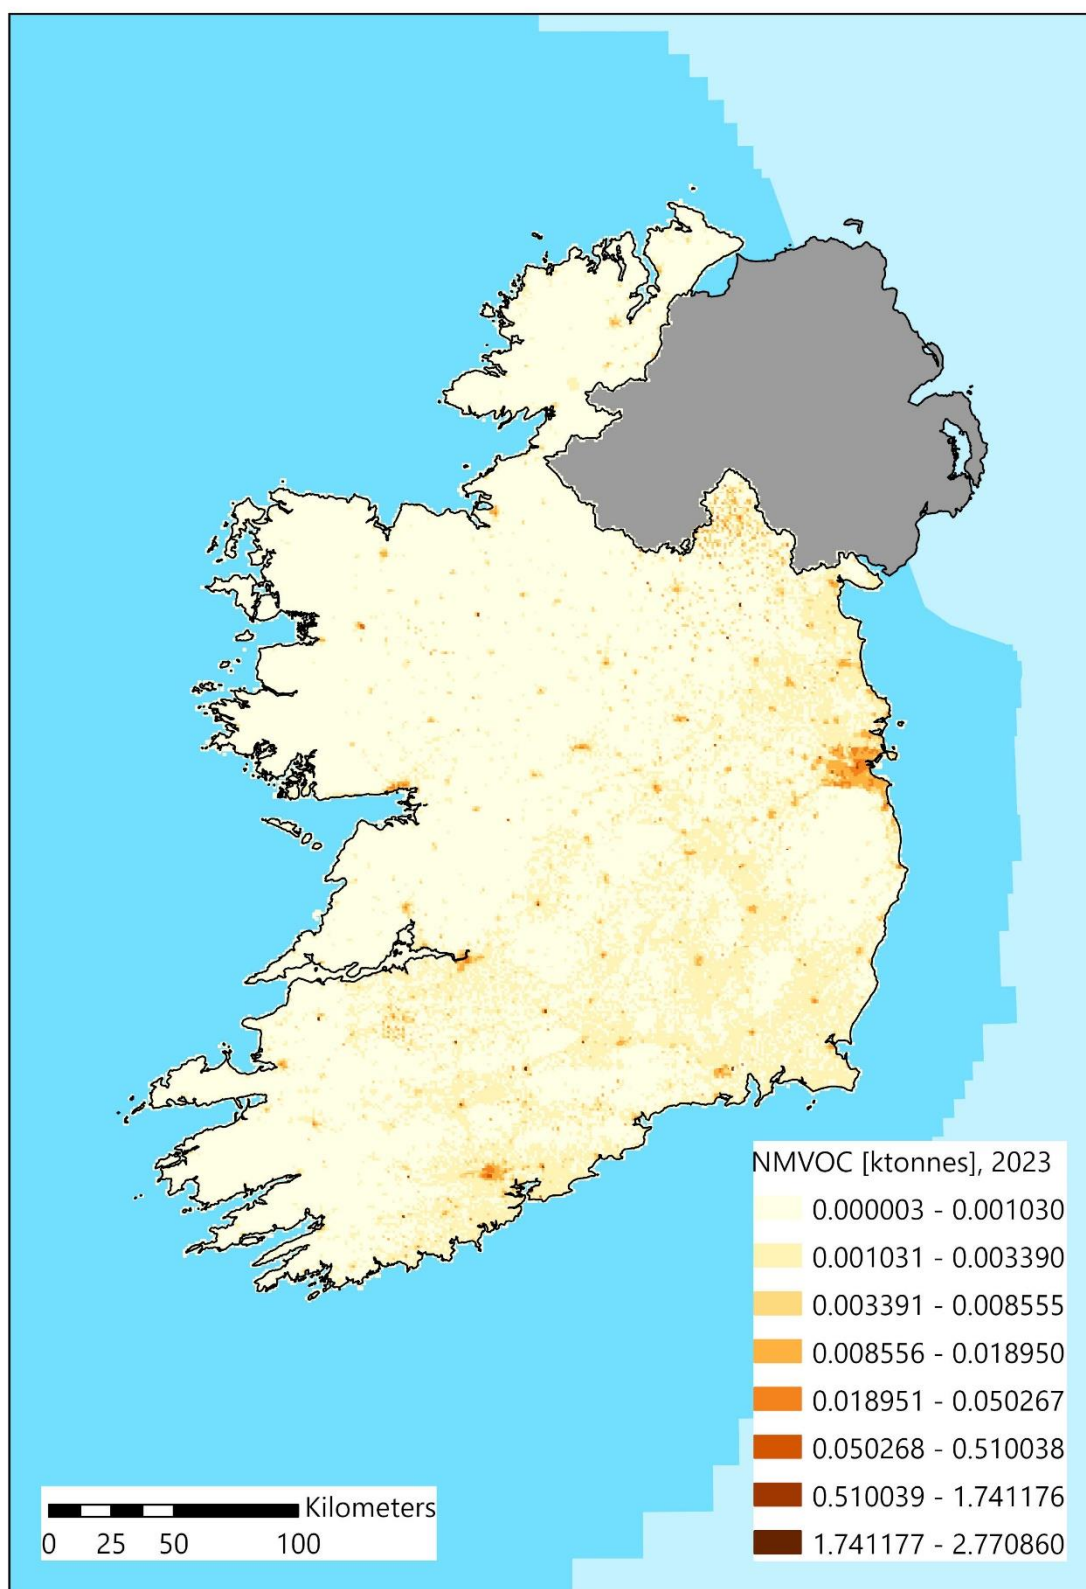 NMVOC [ktonnes], 2023
0.000003 - 0.001030
0.001031 - 0.003390
0.003391 - 0.008555
0.008556 - 0.018950
0.018951 - 0.050267
0.050268 - 0.510038
0.510039 - 1.741176
1.741177 - 2.770860
Kilometers
0 25 50 100